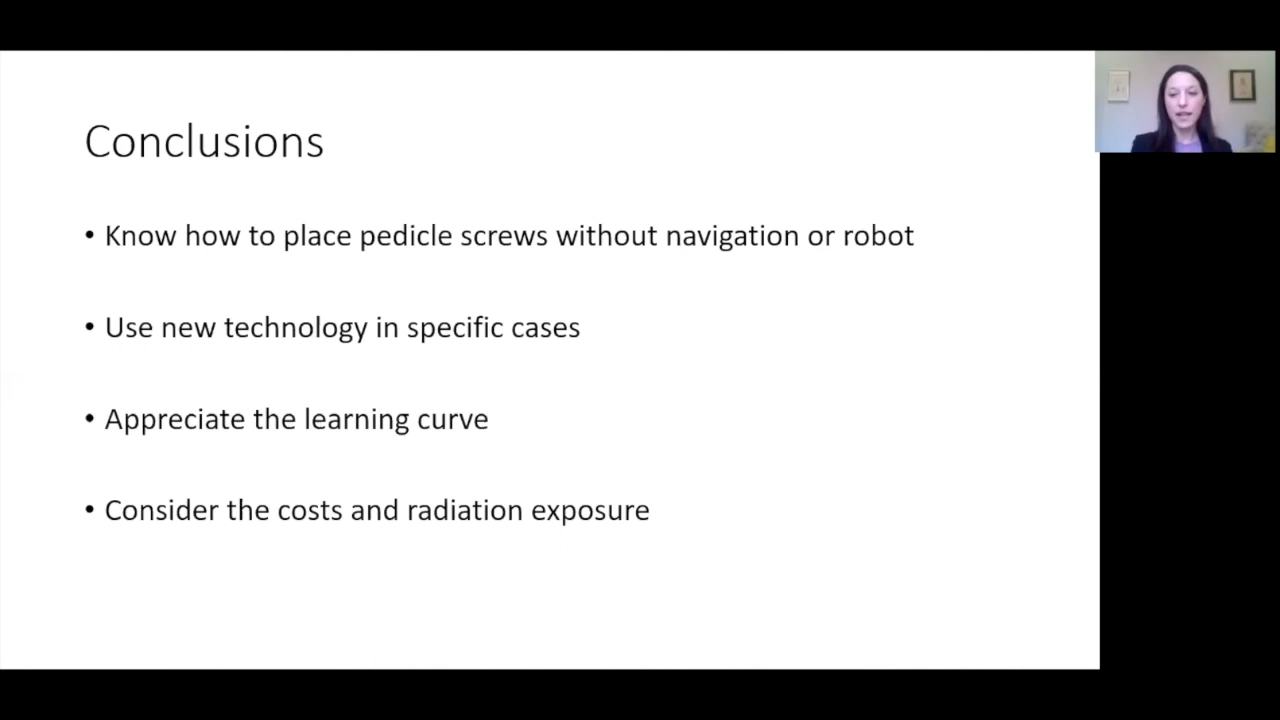 Conclusions
• Know how to place pedicle screws without navigation or robot
• Use new technology in specific cases
• Appreciate the learning curve
• Consider the costs and radiation exposure